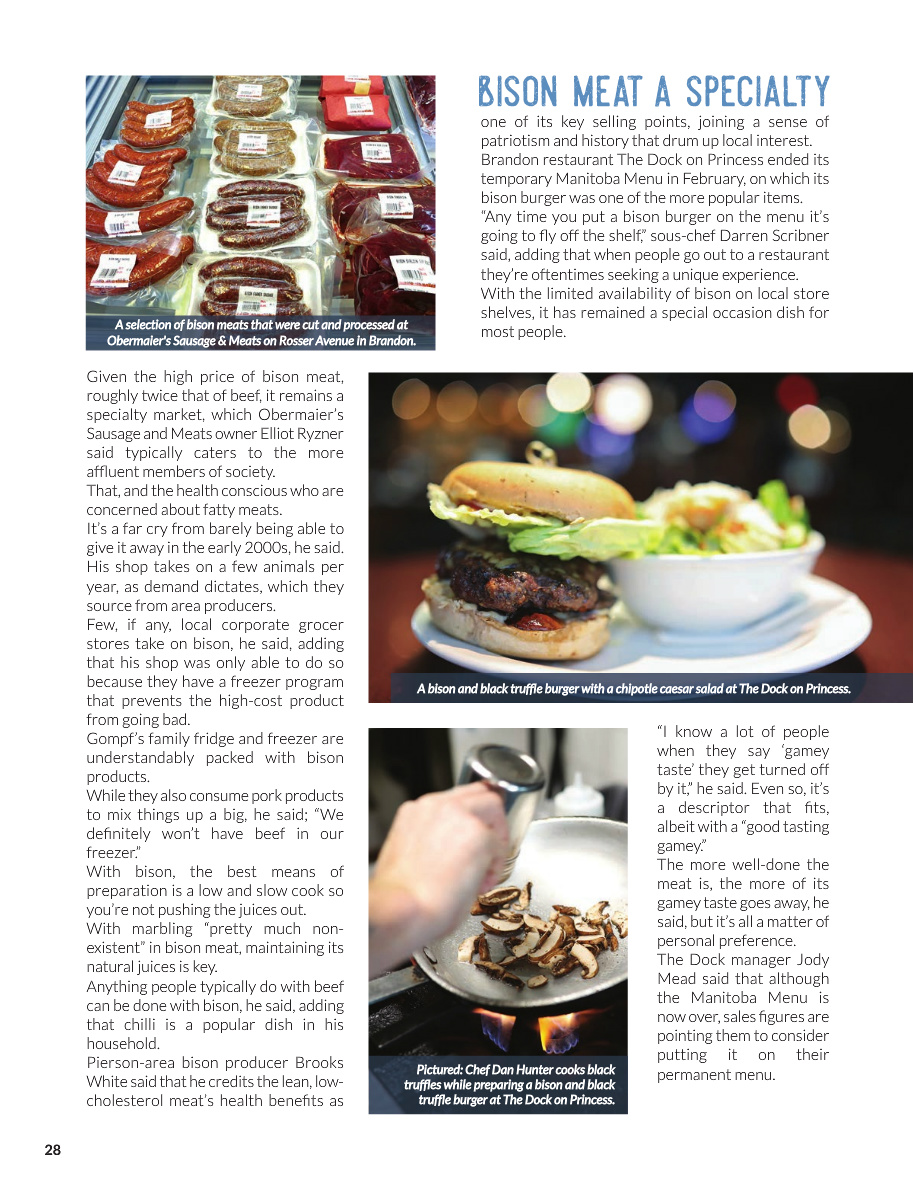 BISON MEAT A SPECIALTY
A selection of bison meats that were cut and processed at
Obermaier's Sausage & Meats on Rosser Avenue in Brandon.
Given the high price of bison meat,
roughly twice that of beef, it remains a
specialty market, which Obermaier’s
Sausage and Meats owner Elliot Ryzner
said typically caters to the more
affluent members of society.
That, and the health conscious who are
concerned about fatty meats.
It’s a far cry from barely being able to
give it away in the early 2000s, he said.
His shop takes on a few animals per
year, as demand dictates, which they
source from area producers.
Few, if any, local corporate grocer
stores take on bison, he said, adding
that his shop was only able to do so
because they have a freezer program
that prevents the high-cost product
from going bad.
Gompf’s family fridge and freezer are
understandably packed with bison
products.
While they also consume pork products
to mix things up a big, he said; “We
definitely won’t have beef in our
freezer.”
With bison, the best means of
preparation is a low and slow cook so
you’re not pushing the juices out.
With marbling “pretty much non-
existent” in bison meat, maintaining its
natural juices is key.
Anything people typically do with beef
can be done with bison, he said, adding
that chilli is a popular dish in his
household.
Pierson-area bison producer Brooks
White said that he credits the lean, low-
cholesterol meat’s health benefits as
one of its key selling points, joining a sense of
patriotism and history that drum up local interest.
Brandon restaurant The Dock on Princess ended its
temporary Manitoba Menu in February, on which its
bison burger was one of the more popular items.
“Any time you put a bison burger on the menu it’s
going to fly off the shelf,” sous-chef Darren Scribner
said, adding that when people go out to a restaurant
they’re oftentimes seeking a unique experience.
With the limited availability of bison on local store
shelves, it has remained a special occasion dish for
most people.
A bison and black truffle burger with a chipotle caesar salad at The Dock on Princess.
Pictured: Chef Dan Hunter cooks black
truffles while preparing a bison and black
truffle burger at The Dock on Princess.
“I know a lot of people
when they say ‘gamey
taste’ they get turned off
by it,” he said. Even so, it’s
a descriptor that fits,
albeit with a “good tasting
gamey.”
The more well-done the
meat is, the more of its
gamey taste goes away, he
said, but it’s all a matter of
personal preference.
The Dock manager Jody
Mead said that although
the Manitoba Menu is
now over, sales figures are
pointing them to consider
putting it on their
permanent menu.
28